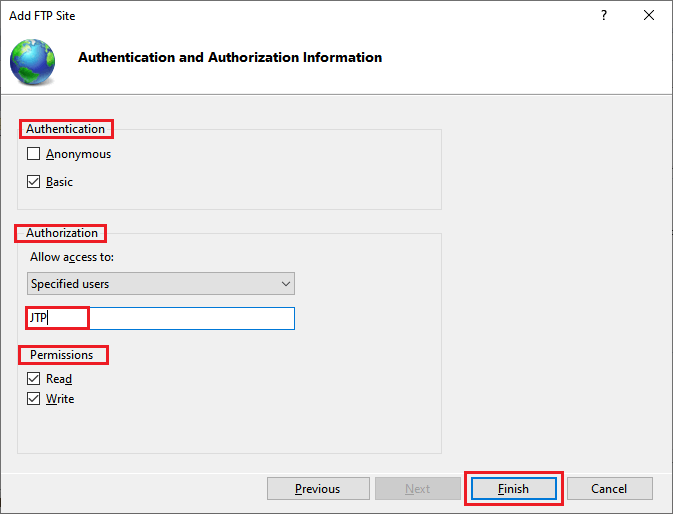 Add FTP Site
Authentication and Authorization Information
Authentication
Anonymous
Basic
Authorization
Allow access to:
Specified users
JTP
Permissions
Read
Write
Previous Next Finish Cancel